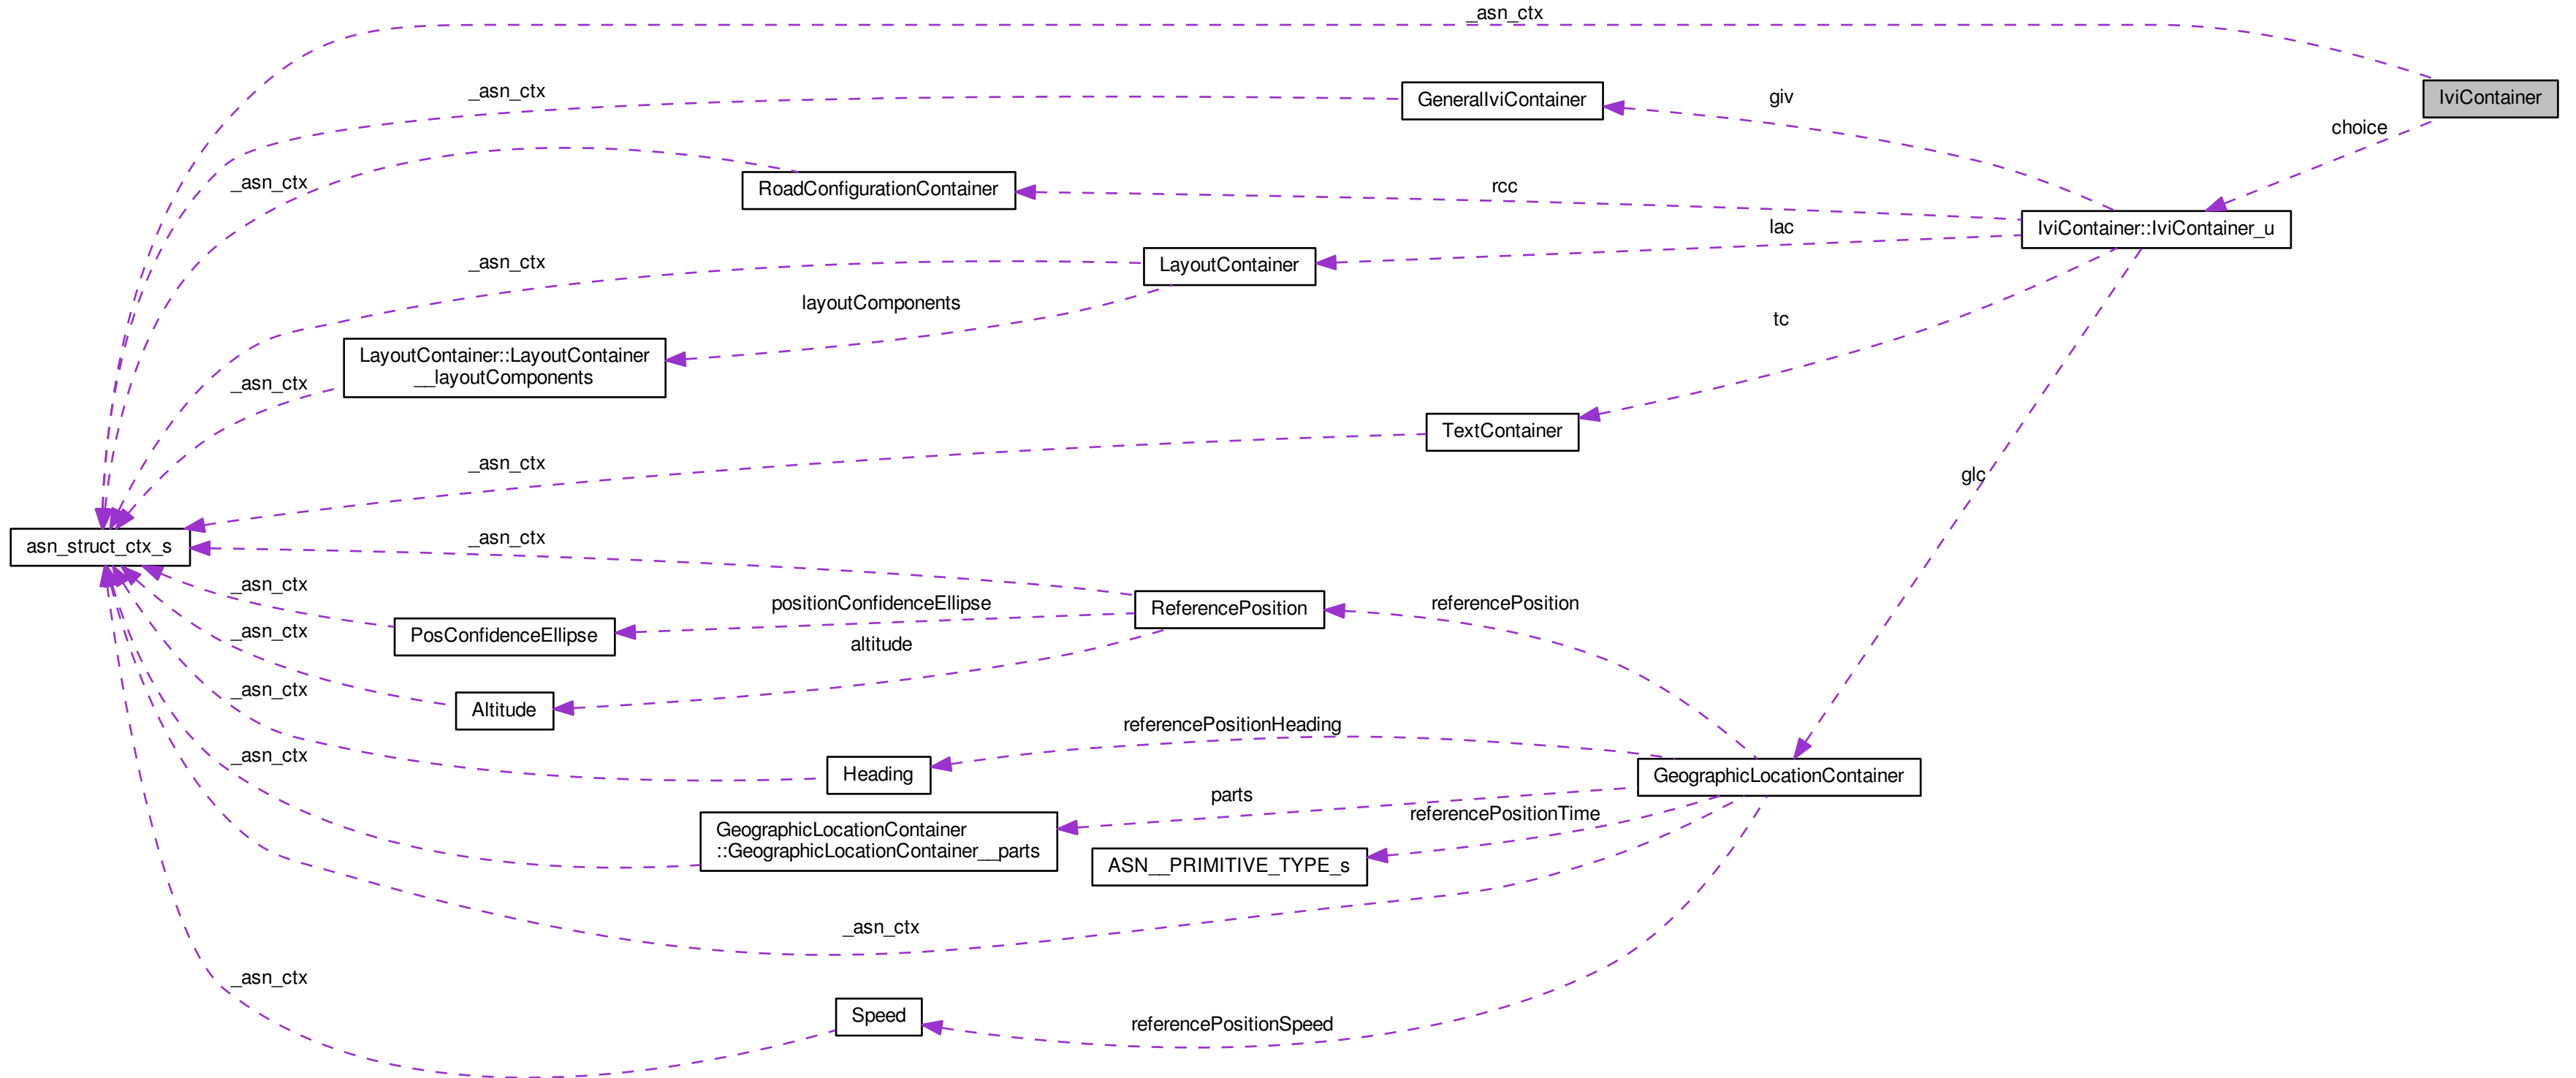 _asn_ctx
_asn_ctx
GeneralIviContainer
giv
IviContainer
choice
_asn_ctx
RoadConfigurationContainer
rcc
IviContainer::IviContainer_u
lac
_asn_ctx
LayoutContainer
layoutComponents
tc
LayoutContainer::LayoutContainer
__layoutComponents
_asn_ctx
TextContainer
_asn_ctx
glc
asn_struct_ctx_s
_asn_ctx
_asn_ctx
positionConfidenceEllipse
ReferencePosition
referencePosition
PosConfidenceEllipse
_asn_ctx
altitude
_asn_ctx
Altitude
referencePositionHeading
_asn_ctx
Heading
GeographicLocationContainer
parts
referencePositionTime
GeographicLocationContainer
::GeographicLocationContainer__parts
ASN__PRIMITIVE_TYPE_s
_asn_ctx
_asn_ctx
Speed
referencePositionSpeed